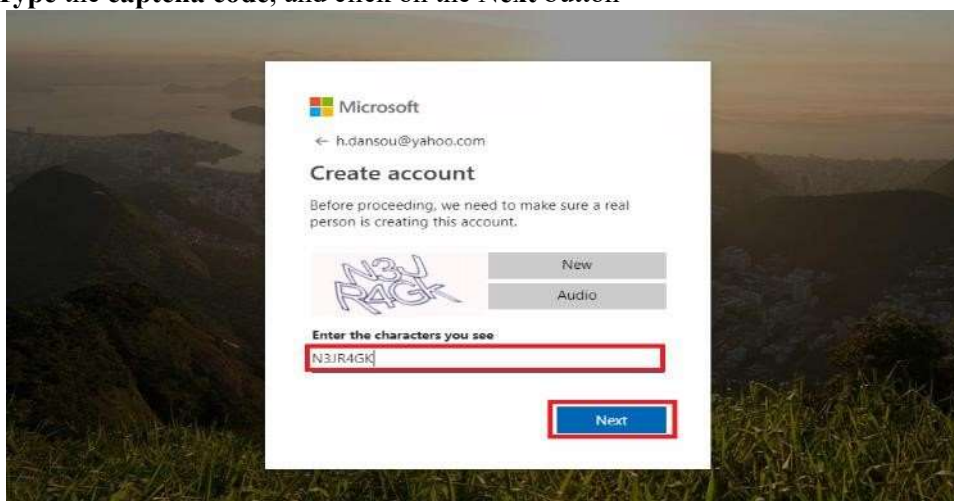 Type the captcha code, and click on the Next button
Microsoft
← h.dansou@yahoo.com
Create account
Before proceeding, we need to make sure a real
person is creating this account.
N3J
R4GK
New
Audio
Enter the characters you see
N3JR4GK
Next